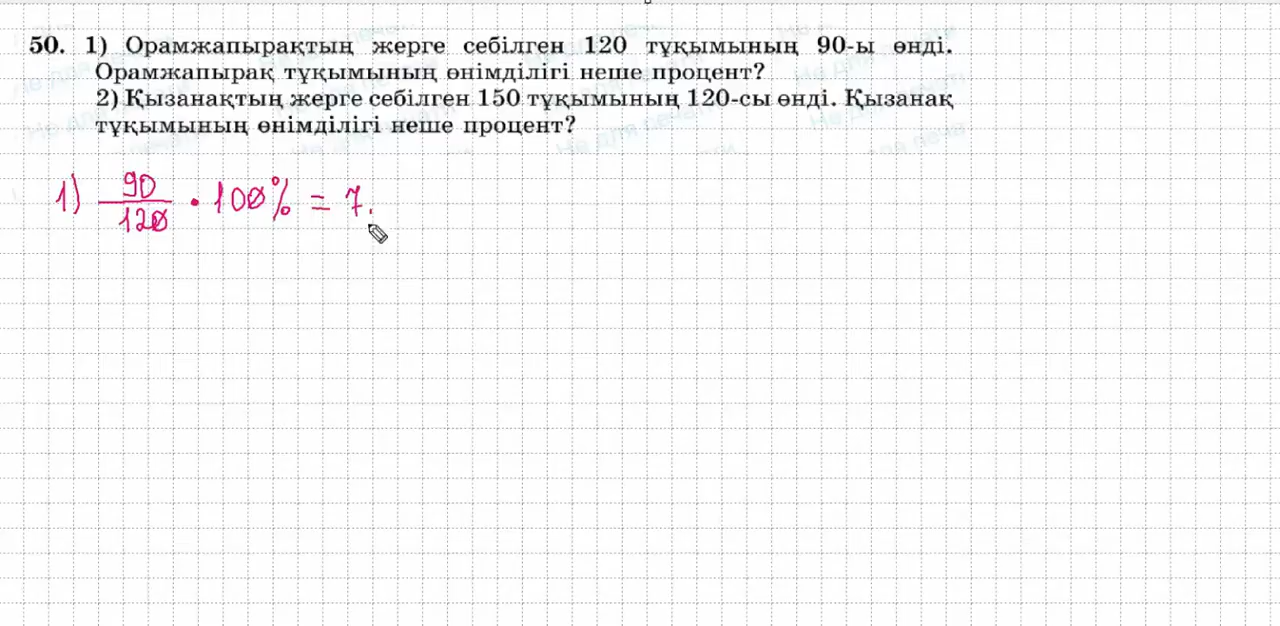 50. 1) Орамжапырақтың жерге себілген 120 тұқымының 90-ы өнді.
Орамжапырақ тұқымының өнімділігі неше процент?
2) Қызанақтың жерге себілген 150 тұқымының 120-сы өнді. Қызанақ
тұқымының өнімділігі неше процент?
1) 90/120 · 100% = 7